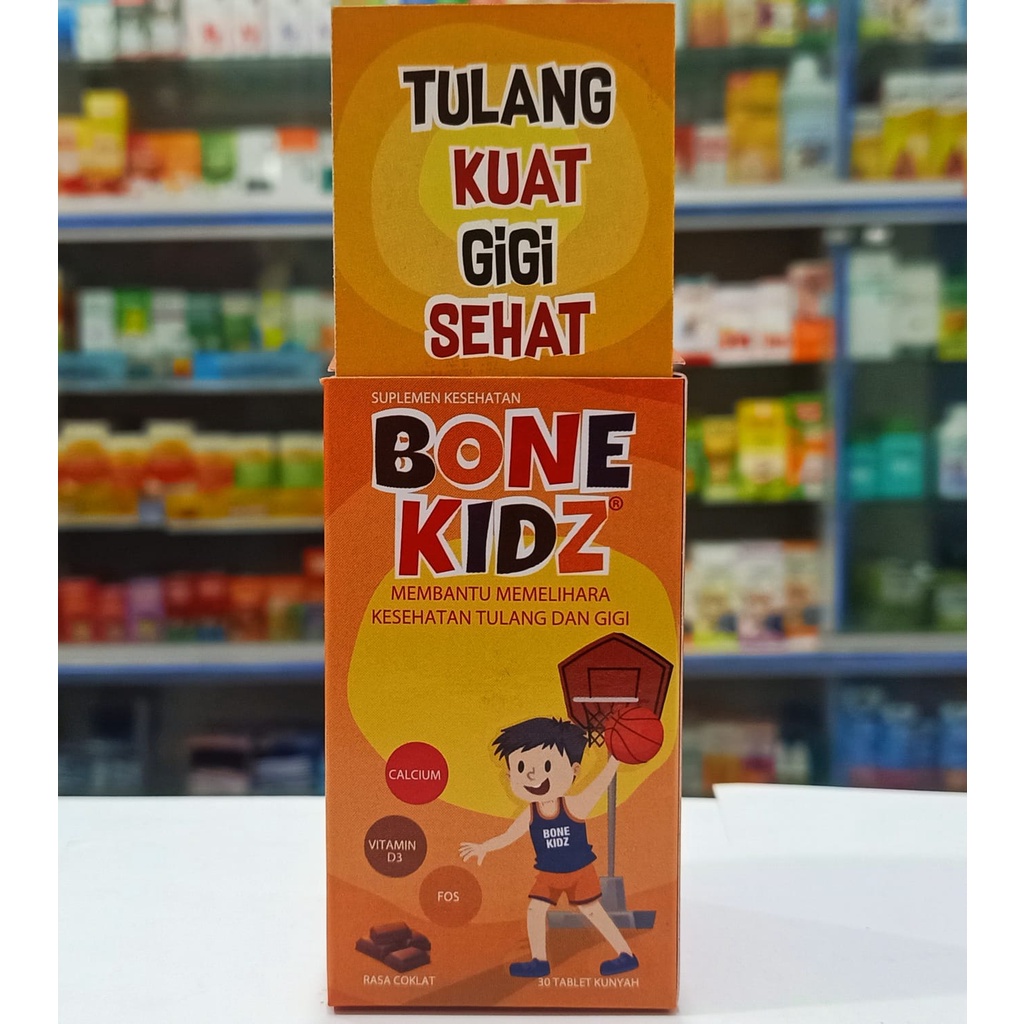 TULANG
KUAT
GiGi
SEHAT
SUPLEMEN KESEHATAN
BONE
KIDZ®
MEMBANTU MEMELIHARA
KESEHATAN TULANG DAN GIGI
CALCIUM
BONE
KIDZ
VITAMIN
D3
FOS
RASA COKLAT
30 TABLET KUNYAH